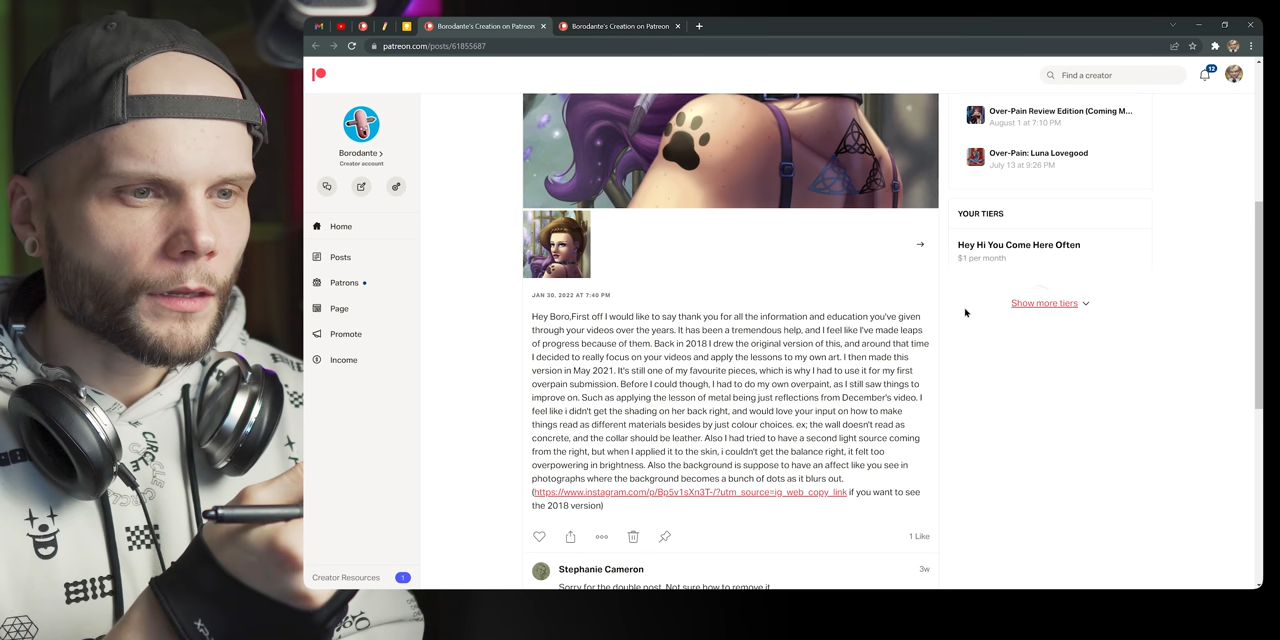 Borodante's Creation on Patreon
Borodante's Creation on Patreon
patreon.com/posts/61855687
Find a creator
12
Borodante
Creator account
Home
Posts
Patrons
Page
Promote
Income
Creator Resources
1
JAN 30, 2022 AT 7:40 PM
Hey Boro,First off I would like to say thank you for all the information and education you've given
through your videos over the years. It has been a tremendous help, and I feel like I've made leaps
of progress because of them. Back in 2018 I drew the original version of this, and around that time
I decided to really focus on your videos and apply the lessons to my own art. I then made this
version in May 2021. It's still one of my favourite pieces, which is why I had to use it for my first
overpain submission. Before I could though, I had to do my own overpaint, as I still saw things to
improve on. Such as applying the lesson of metal being just reflections from December's video. I
feel like i didn't get the shading on her back right, and would love your input on how to make
things read as different materials besides by just colour choices. ex; the wall doesn't read as
concrete, and the collar should be leather. Also I had tried to have a second light source coming
from the right, but when I applied it to the skin, i couldn't get the balance right, it felt too
overpowering in brightness. Also the background is suppose to have an affect like you see in
photographs where the background becomes a bunch of dots as it blurs out.
(https://www.instagram.com/p/Bp5v1sXn3T-/?utm_source=ig_web_copy_link if you want to see
the 2018 version)
1 Like
Stephanie Cameron
3w
Sorry for the double post. Not sure how to remove it
Over-Pain Review Edition (Coming M...
August 1 at 7:10 PM
Over-Pain: Luna Lovegood
July 13 at 9:26 PM
YOUR TIERS
Hey Hi You Come Here Often
$1 per month
Show more tiers
CIRCLE